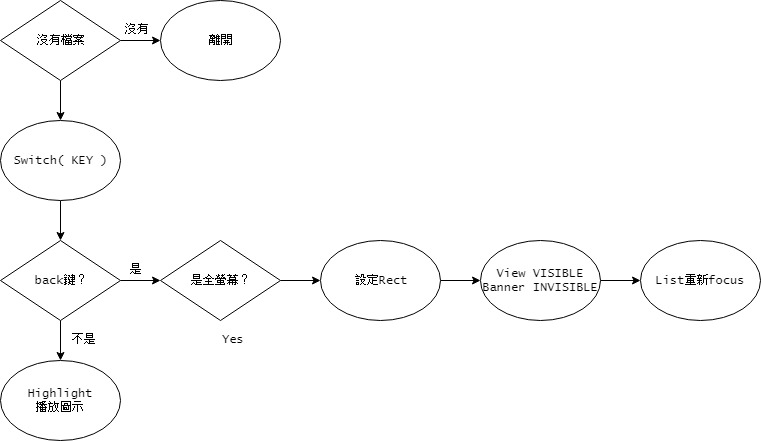 沒有檔案
沒有
離開
Switch( KEY )
back鍵？
是
是全螢幕？
設定Rect
View VISIBLE
Banner INVISIBLE
List重新focus
不是
Yes
Highlight
播放圖示